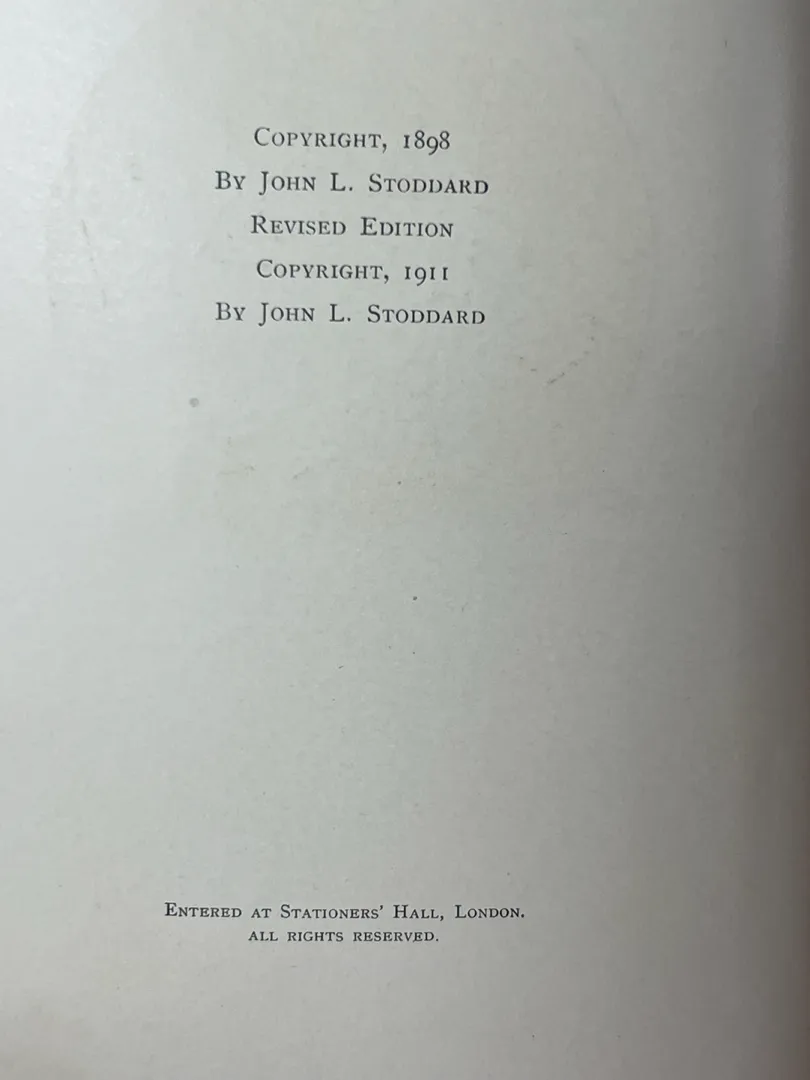 Copyright, 1898
By John L. Stoddard
Revised Edition
Copyright, 1911
By John L. Stoddard
Entered at Stationers' Hall, London.
ALL RIGHTS RESERVED.